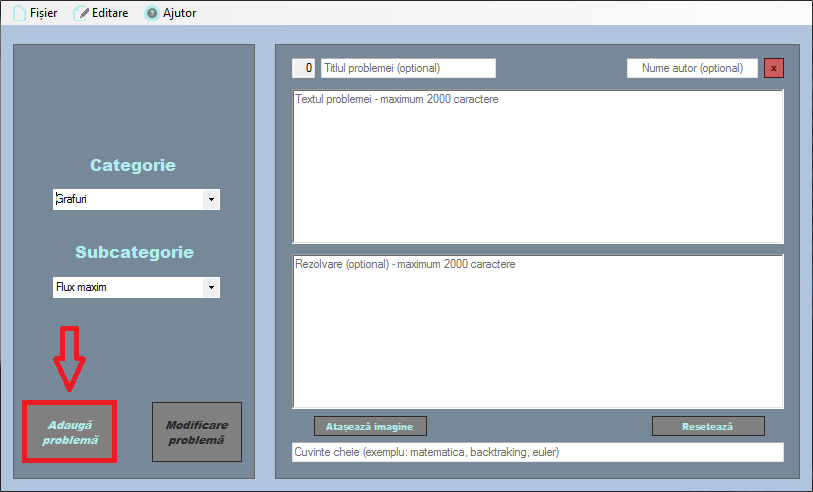 Fișier Editare Ajutor
Categorie
Grafuri
Subcategorie
Flux maxim
Adaugă
problemă
Modificare
problemă
0 Titlul problemei (optional) Nume autor (optional) x
Textul problemei - maximum 2000 caractere
Rezolvare (optional) - maximum 2000 caractere
Atașează imagine Resetează
Cuvinte cheie (exemplu: matematica, backtraking, euler)